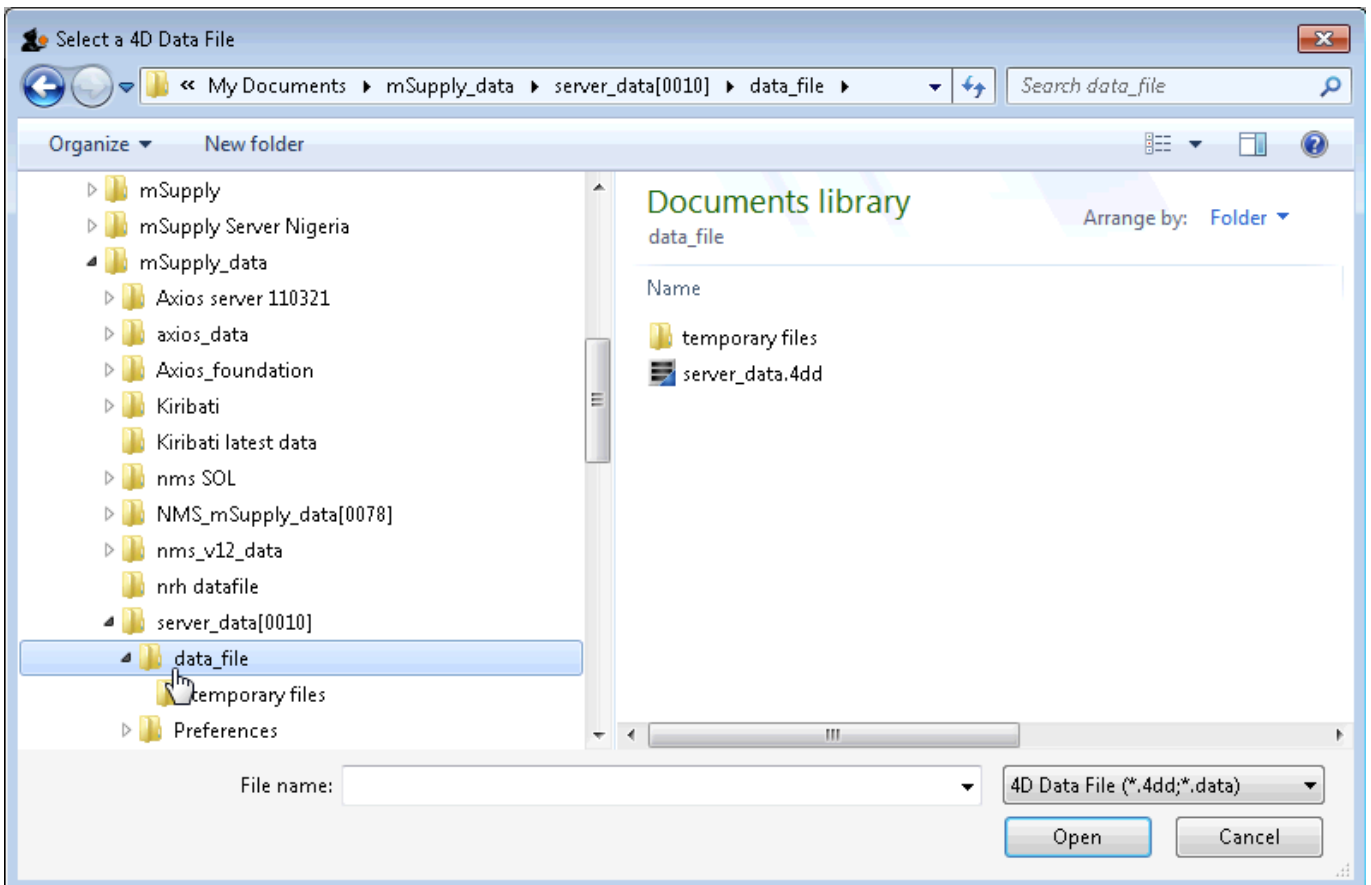 Select a 4D Data File
« My Documents ▸ mSupply_data ▸ server_data[0010] ▸ data_file ▸
Search data_file
Organize
New folder
mSupply
mSupply Server Nigeria
mSupply_data
Axios server 110321
axios_data
Axios_foundation
Kiribati
Kiribati latest data
nms SOL
NMS_mSupply_data[0078]
nms_v12_data
nrh datafile
server_data[0010]
data_file
temporary files
Preferences
Documents library
data_file
Arrange by: Folder
Name
temporary files
server_data.4dd
File name:
4D Data File (*.4dd;*.data)
Open
Cancel